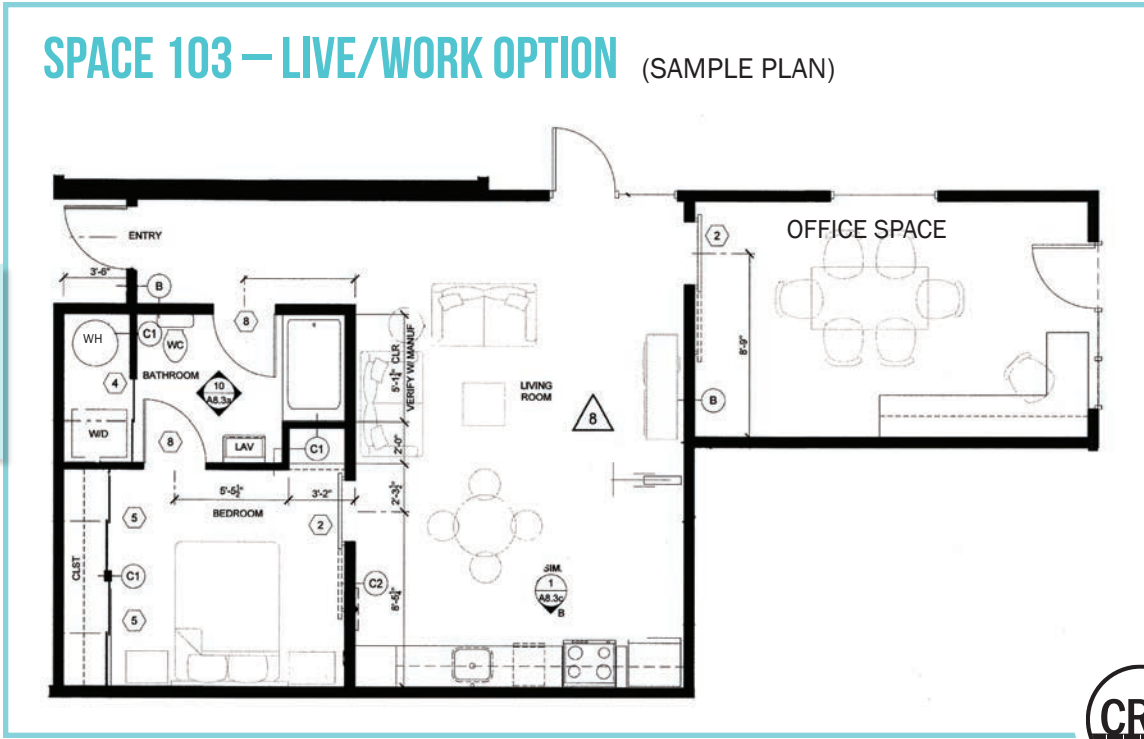 SPACE 103 – LIVE/WORK OPTION (SAMPLE PLAN)
OFFICE SPACE
ENTRY
2
3'-6"
B
8
WH
C1
WC
8'-9"
5'-1½" CLR
VERIFY W/ MANUF
BATHROOM
4
10
A8.3a
LIVING
ROOM
8
B
W/D
8
LAV
C1
2'-0"
5'-5½"
3'-2"
2'-3½"
BEDROOM
5
2
CLST
C1
C2
SIM.
1
A8.3c
B
5
CR